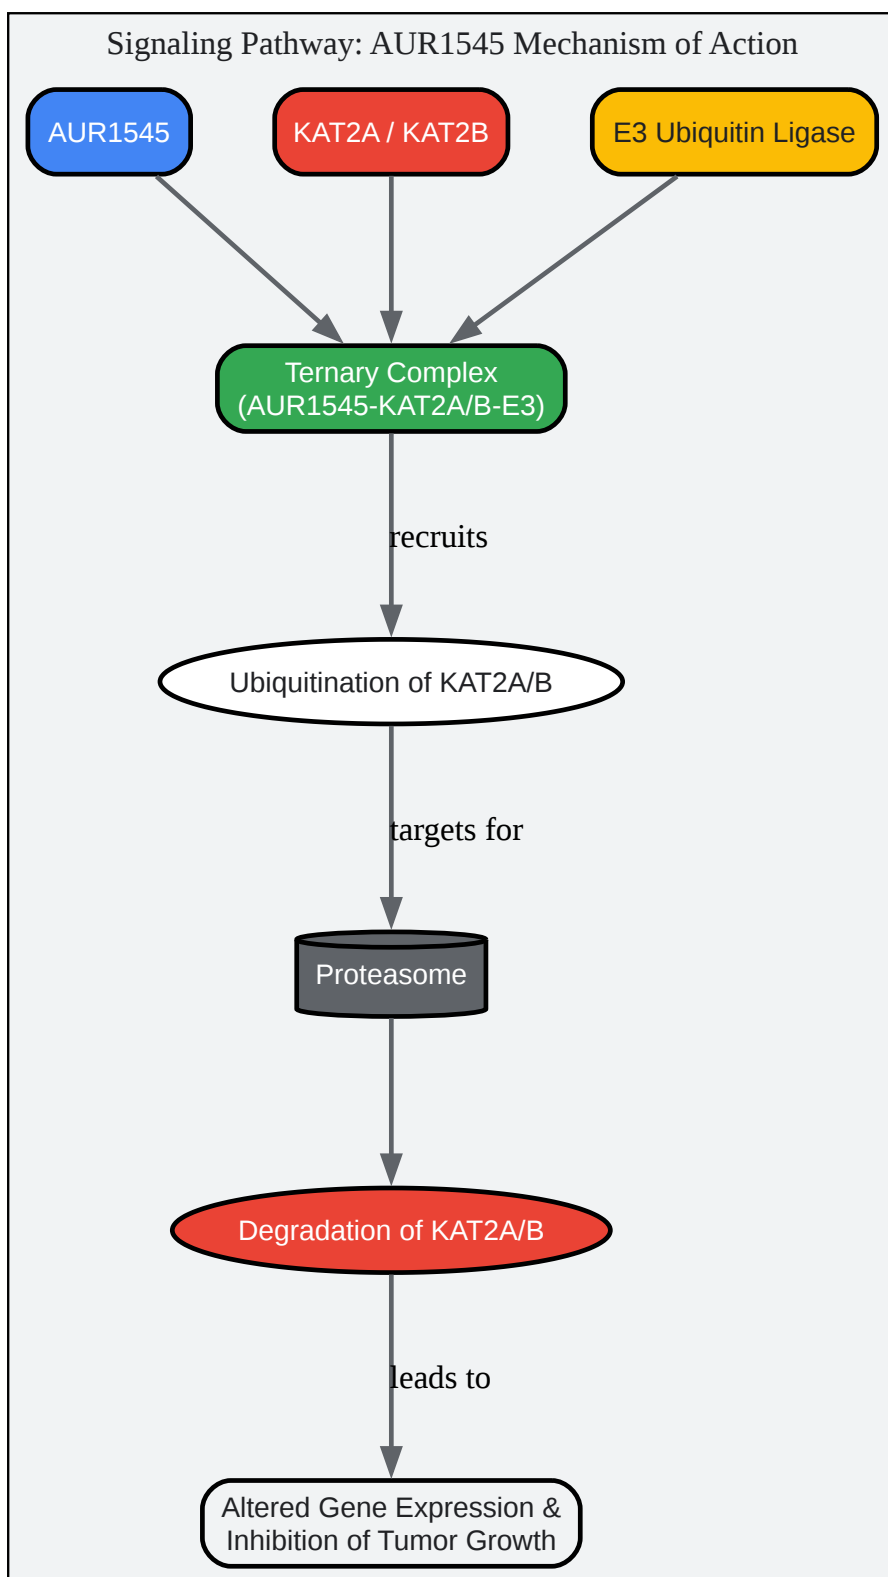 Signaling Pathway: AUR1545 Mechanism of Action
AUR1545
KAT2A / KAT2B
E3 Ubiquitin Ligase
Ternary Complex
(AUR1545-KAT2A/B-E3)
recruits
Ubiquitination of KAT2A/B
targets for
Proteasome
Degradation of KAT2A/B
leads to
Altered Gene Expression &
Inhibition of Tumor Growth